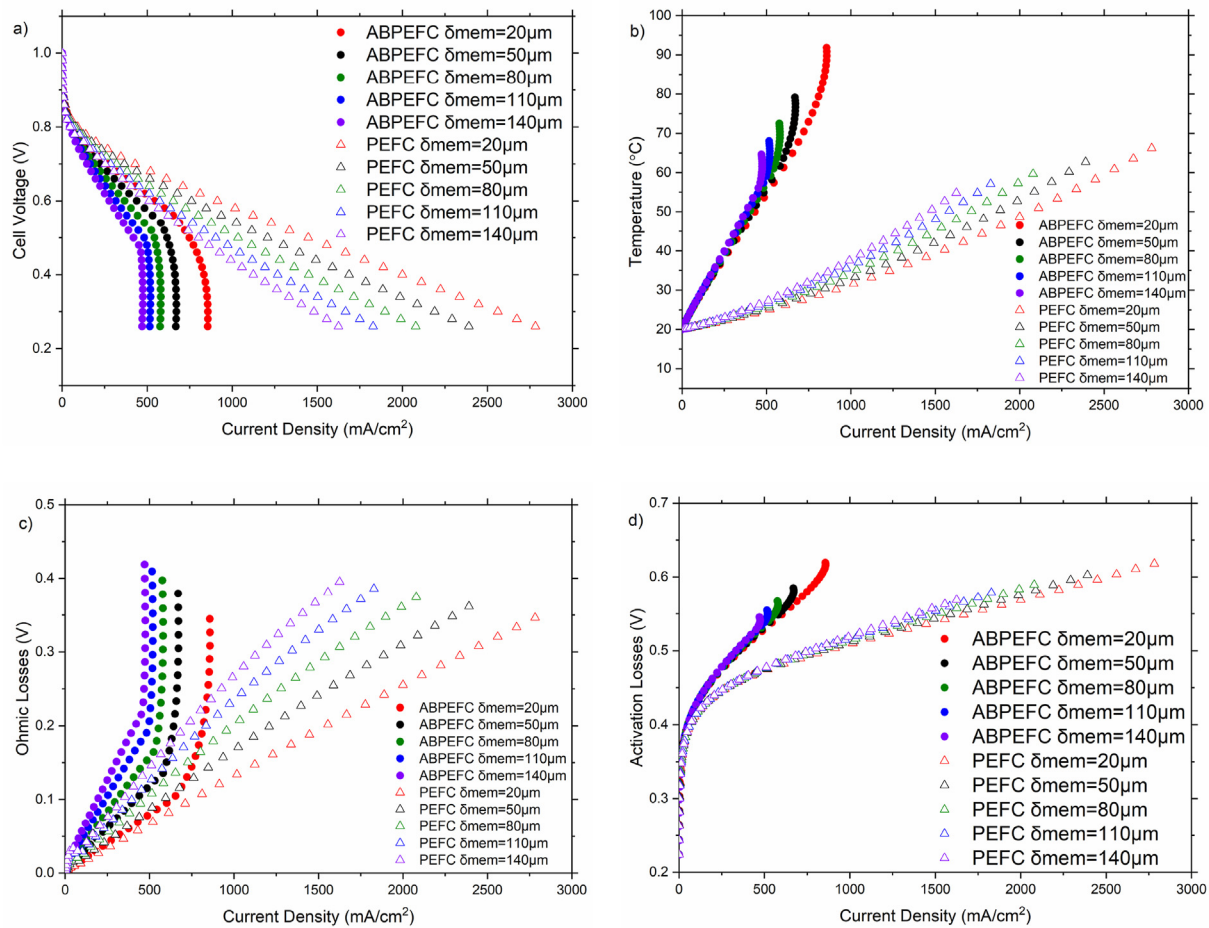 a)
Cell Voltage (V)
1.0
0.8
0.6
0.4
0.2
ABPEFC δmem=20µm
ABPEFC δmem=50µm
ABPEFC δmem=80µm
ABPEFC δmem=110µm
ABPEFC δmem=140µm
PEFC δmem=20µm
PEFC δmem=50µm
PEFC δmem=80µm
PEFC δmem=110µm
PEFC δmem=140µm
0 500 1000 1500 2000 2500 3000
Current Density (mA/cm²)
b)
Temperature (°C)
100
90
80
70
60
50
40
30
20
10
ABPEFC δmem=20µm
ABPEFC δmem=50µm
ABPEFC δmem=80µm
ABPEFC δmem=110µm
ABPEFC δmem=140µm
PEFC δmem=20µm
PEFC δmem=50µm
PEFC δmem=80µm
PEFC δmem=110µm
PEFC δmem=140µm
0 500 1000 1500 2000 2500 3000
Current Density (mA/cm²)
c)
Ohmic Losses (V)
0.5
0.4
0.3
0.2
0.1
0.0
ABPEFC δmem=20µm
ABPEFC δmem=50µm
ABPEFC δmem=80µm
ABPEFC δmem=110µm
ABPEFC δmem=140µm
PEFC δmem=20µm
PEFC δmem=50µm
PEFC δmem=80µm
PEFC δmem=110µm
PEFC δmem=140µm
0 500 1000 1500 2000 2500 3000
Current Density (mA/cm²)
d)
Activation Losses (V)
0.7
0.6
0.5
0.4
0.3
0.2
ABPEFC δmem=20µm
ABPEFC δmem=50µm
ABPEFC δmem=80µm
ABPEFC δmem=110µm
ABPEFC δmem=140µm
PEFC δmem=20µm
PEFC δmem=50µm
PEFC δmem=80µm
PEFC δmem=110µm
PEFC δmem=140µm
0 500 1000 1500 2000 2500 3000
Current Density (mA/cm²)